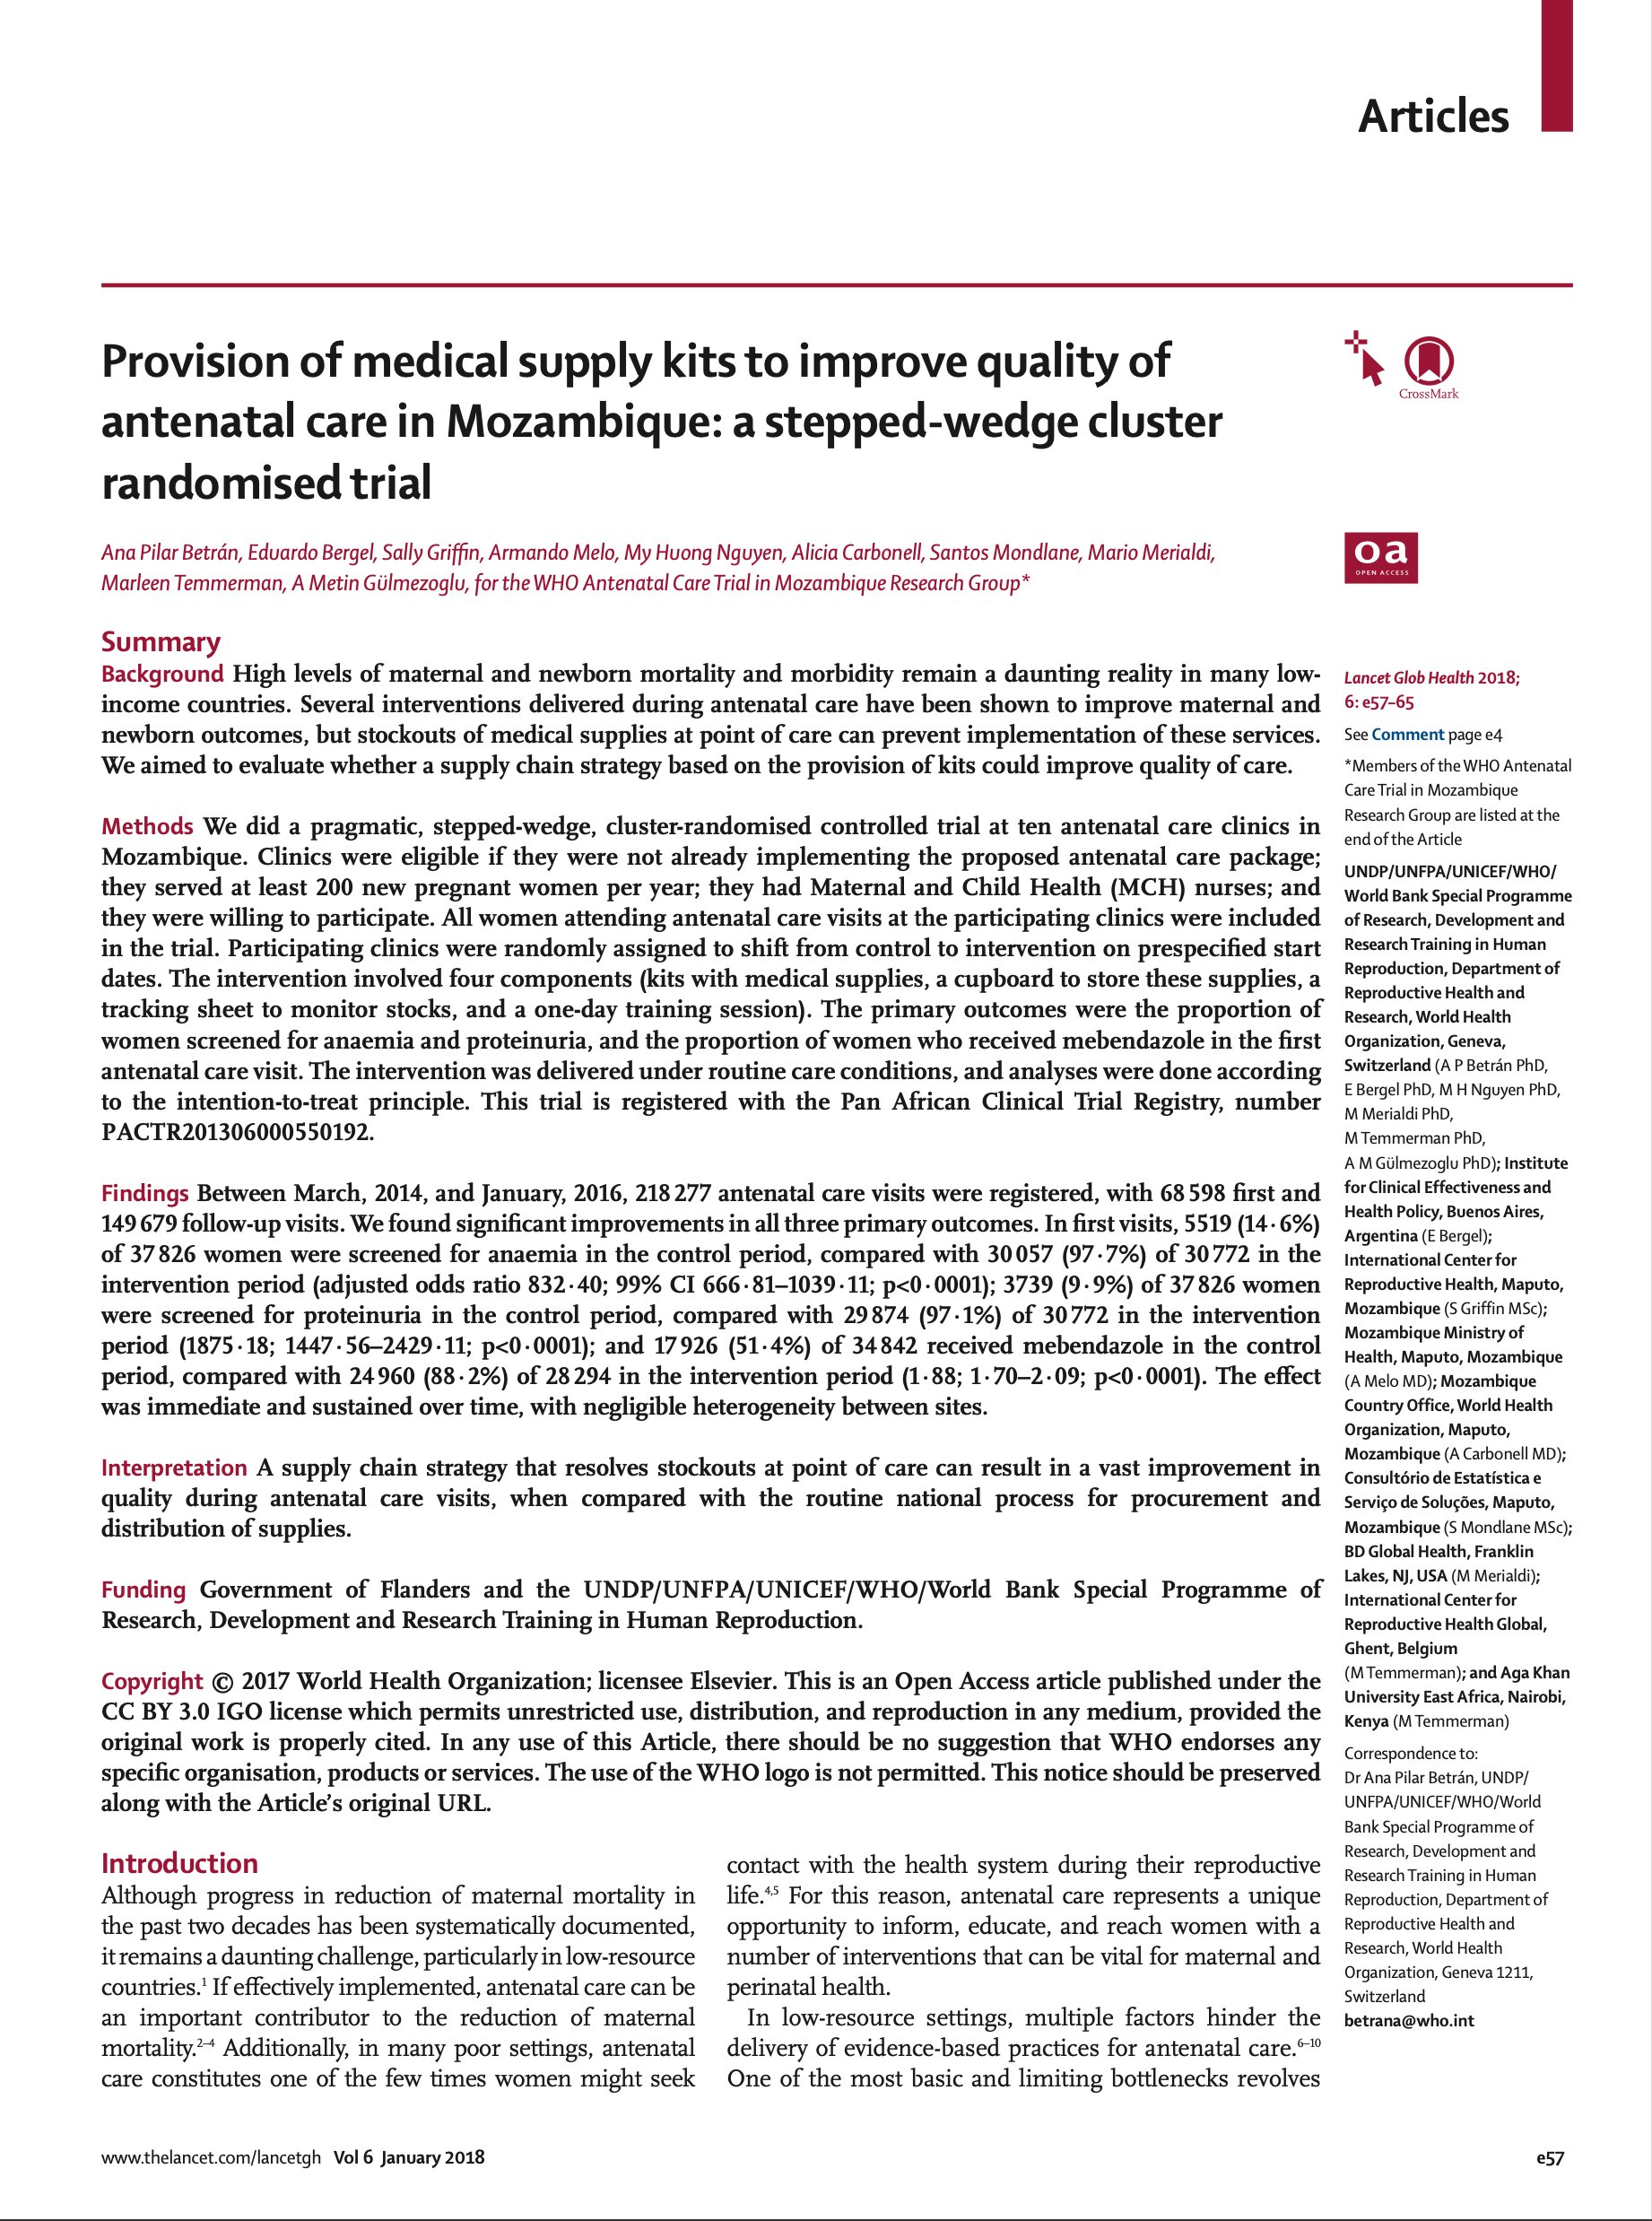 Articles
Provision of medical supply kits to improve quality of
antenatal care in Mozambique: a stepped-wedge cluster
randomised trial
CrossMark
Ana Pilar Betrán, Eduardo Bergel, Sally Griffin, Armando Melo, My Huong Nguyen, Alicia Carbonell, Santos Mondlane, Mario Merialdi,
Marleen Temmerman, A Metin Gülmezoglu, for the WHO Antenatal Care Trial in Mozambique Research Group*
oa
OPEN ACCESS
Summary
Background High levels of maternal and newborn mortality and morbidity remain a daunting reality in many low-
income countries. Several interventions delivered during antenatal care have been shown to improve maternal and
newborn outcomes, but stockouts of medical supplies at point of care can prevent implementation of these services.
We aimed to evaluate whether a supply chain strategy based on the provision of kits could improve quality of care.
Methods We did a pragmatic, stepped-wedge, cluster-randomised controlled trial at ten antenatal care clinics in
Mozambique. Clinics were eligible if they were not already implementing the proposed antenatal care package;
they served at least 200 new pregnant women per year; they had Maternal and Child Health (MCH) nurses; and
they were willing to participate. All women attending antenatal care visits at the participating clinics were included
in the trial. Participating clinics were randomly assigned to shift from control to intervention on prespecified start
dates. The intervention involved four components (kits with medical supplies, a cupboard to store these supplies, a
tracking sheet to monitor stocks, and a one-day training session). The primary outcomes were the proportion of
women screened for anaemia and proteinuria, and the proportion of women who received mebendazole in the first
antenatal care visit. The intervention was delivered under routine care conditions, and analyses were done according
to the intention-to-treat principle. This trial is registered with the Pan African Clinical Trial Registry, number
PACTR201306000550192.
Findings Between March, 2014, and January, 2016, 218 277 antenatal care visits were registered, with 68 598 first and
149 679 follow-up visits. We found significant improvements in all three primary outcomes. In first visits, 5519 (14·6%)
of 37 826 women were screened for anaemia in the control period, compared with 30 057 (97·7%) of 30 772 in the
intervention period (adjusted odds ratio 832·40; 99% CI 666·81–1039·11; p<0·0001); 3739 (9·9%) of 37 826 women
were screened for proteinuria in the control period, compared with 29 874 (97·1%) of 30 772 in the intervention
period (1875·18; 1447·56–2429·11; p<0·0001); and 17 926 (51·4%) of 34 842 received mebendazole in the control
period, compared with 24 960 (88·2%) of 28 294 in the intervention period (1·88; 1·70–2·09; p<0·0001). The effect
was immediate and sustained over time, with negligible heterogeneity between sites.
Interpretation A supply chain strategy that resolves stockouts at point of care can result in a vast improvement in
quality during antenatal care visits, when compared with the routine national process for procurement and
distribution of supplies.
Funding Government of Flanders and the UNDP/UNFPA/UNICEF/WHO/World Bank Special Programme of
Research, Development and Research Training in Human Reproduction.
Copyright © 2017 World Health Organization; licensee Elsevier. This is an Open Access article published under the
CC BY 3.0 IGO license which permits unrestricted use, distribution, and reproduction in any medium, provided the
original work is properly cited. In any use of this Article, there should be no suggestion that WHO endorses any
specific organisation, products or services. The use of the WHO logo is not permitted. This notice should be preserved
along with the Article's original URL.
Introduction
Although progress in reduction of maternal mortality in
the past two decades has been systematically documented,
it remains a daunting challenge, particularly in low-resource
countries.1 If effectively implemented, antenatal care can be
an important contributor to the reduction of maternal
mortality.2–4 Additionally, in many poor settings, antenatal
care constitutes one of the few times women might seek
contact with the health system during their reproductive
life.4,5 For this reason, antenatal care represents a unique
opportunity to inform, educate, and reach women with a
number of interventions that can be vital for maternal and
perinatal health.
In low-resource settings, multiple factors hinder the
delivery of evidence-based practices for antenatal care.6–10
One of the most basic and limiting bottlenecks revolves
Lancet Glob Health 2018;
6: e57–65
See Comment page e4
*Members of the WHO Antenatal
Care Trial in Mozambique
Research Group are listed at the
end of the Article
UNDP/UNFPA/UNICEF/WHO/
World Bank Special Programme
of Research, Development and
Research Training in Human
Reproduction, Department of
Reproductive Health and
Research, World Health
Organization, Geneva,
Switzerland (A P Betrán PhD,
E Bergel PhD, M H Nguyen PhD,
M Merialdi PhD,
M Temmerman PhD,
A M Gülmezoglu PhD); Institute
for Clinical Effectiveness and
Health Policy, Buenos Aires,
Argentina (E Bergel);
International Center for
Reproductive Health, Maputo,
Mozambique (S Griffin MSc);
Mozambique Ministry of
Health, Maputo, Mozambique
(A Melo MD); Mozambique
Country Office, World Health
Organization, Maputo,
Mozambique (A Carbonell MD);
Consultório de Estatística e
Serviço de Soluções, Maputo,
Mozambique (S Mondlane MSc);
BD Global Health, Franklin
Lakes, NJ, USA (M Merialdi);
International Center for
Reproductive Health Global,
Ghent, Belgium
(M Temmerman); and Aga Khan
University East Africa, Nairobi,
Kenya (M Temmerman)
Correspondence to:
Dr Ana Pilar Betrán, UNDP/
UNFPA/UNICEF/WHO/World
Bank Special Programme of
Research, Development and
Research Training in Human
Reproduction, Department of
Reproductive Health and
Research, World Health
Organization, Geneva 1211,
Switzerland
betrana@who.int
www.thelancet.com/lancetgh Vol 6 January 2018
e57